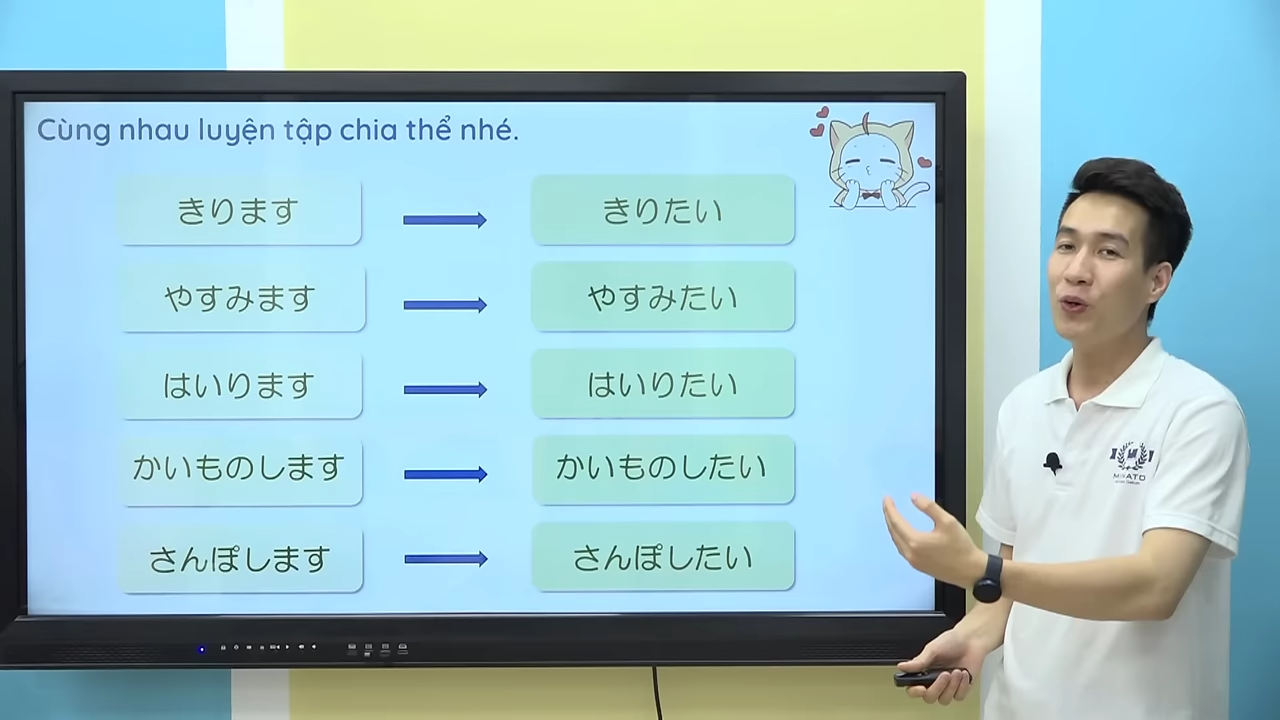 Cùng nhau luyện tập chia thể nhé.
きります
きりたい
やすみます
やすみたい
はいります
はいりたい
かいものします
かいものしたい
さんぽします
さんぽしたい
MINATO